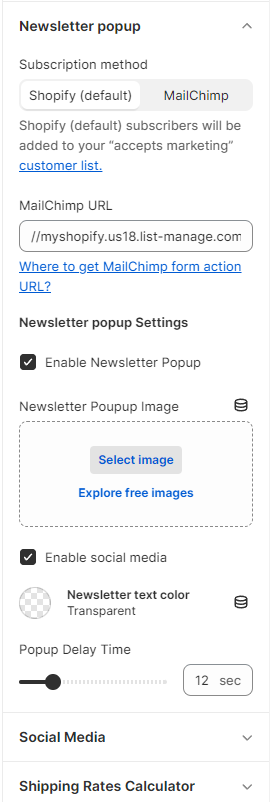 Newsletter popup
Subscription method
Shopify (default) MailChimp
Shopify (default) subscribers will be
added to your “accepts marketing”
customer list.
MailChimp URL
//myshopify.us18.list-manage.com
Where to get MailChimp form action
URL?
Newsletter popup Settings
Enable Newsletter Popup
Newsletter Poupup Image
Select image
Explore free images
Enable social media
Newsletter text color
Transparent
Popup Delay Time
12 sec
Social Media
Shipping Rates Calculator